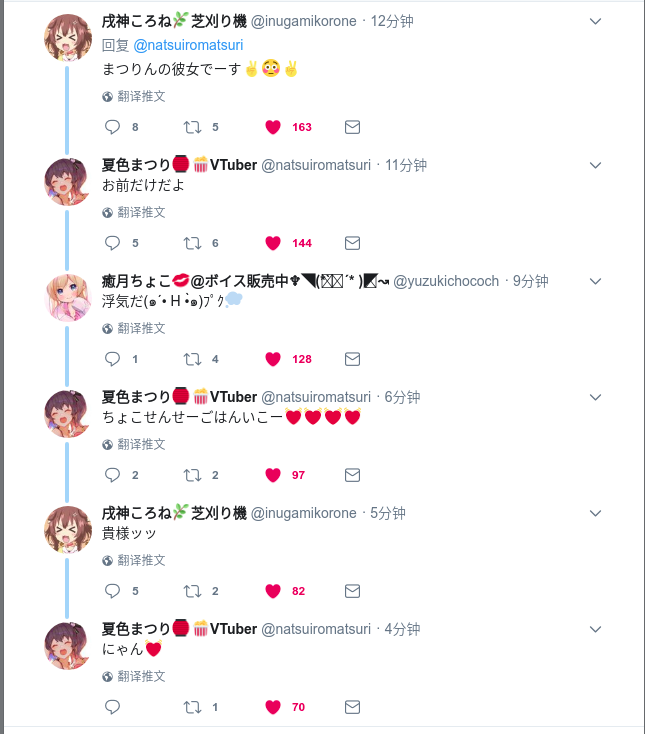 戌神ころね🌿芝刈り機 @inugamikorone · 12分钟
回复 @natsuiromatsuri
まつりんの彼女でーす✌😳✌
翻译推文
8 5 163
夏色まつり🏮🍿VTuber @natsuiromatsuri · 11分钟
お前だけだよ
翻译推文
5 6 144
癒月ちょこ💋@ボイス販売中♆◥( ´* )◤↝ @yuzukichococh · 9分钟
浮気だ(๑•́ H •̀๑)ﾌﾟｸ💭
翻译推文
1 4 128
夏色まつり🏮🍿VTuber @natsuiromatsuri · 6分钟
ちょこせんせーごはんいこー💓💓💓💓
翻译推文
2 2 97
戌神ころね🌿芝刈り機 @inugamikorone · 5分钟
貴様ッッ
翻译推文
5 2 82
夏色まつり🏮🍿VTuber @natsuiromatsuri · 4分钟
にゃん💓
翻译推文
1 70